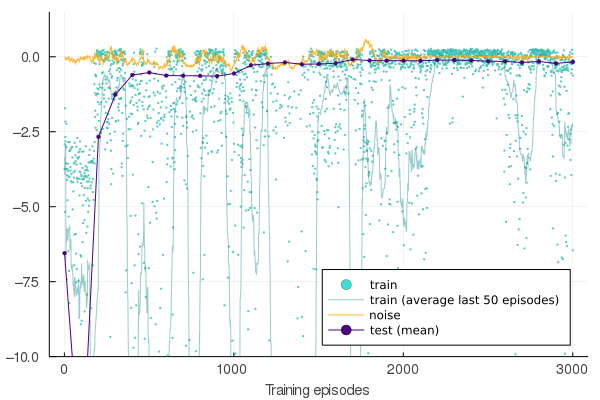 0.0
−2.5
−5.0
−7.5
−10.0
0
1000
2000
3000
Training episodes
train
train (average last 50 episodes)
noise
test (mean)